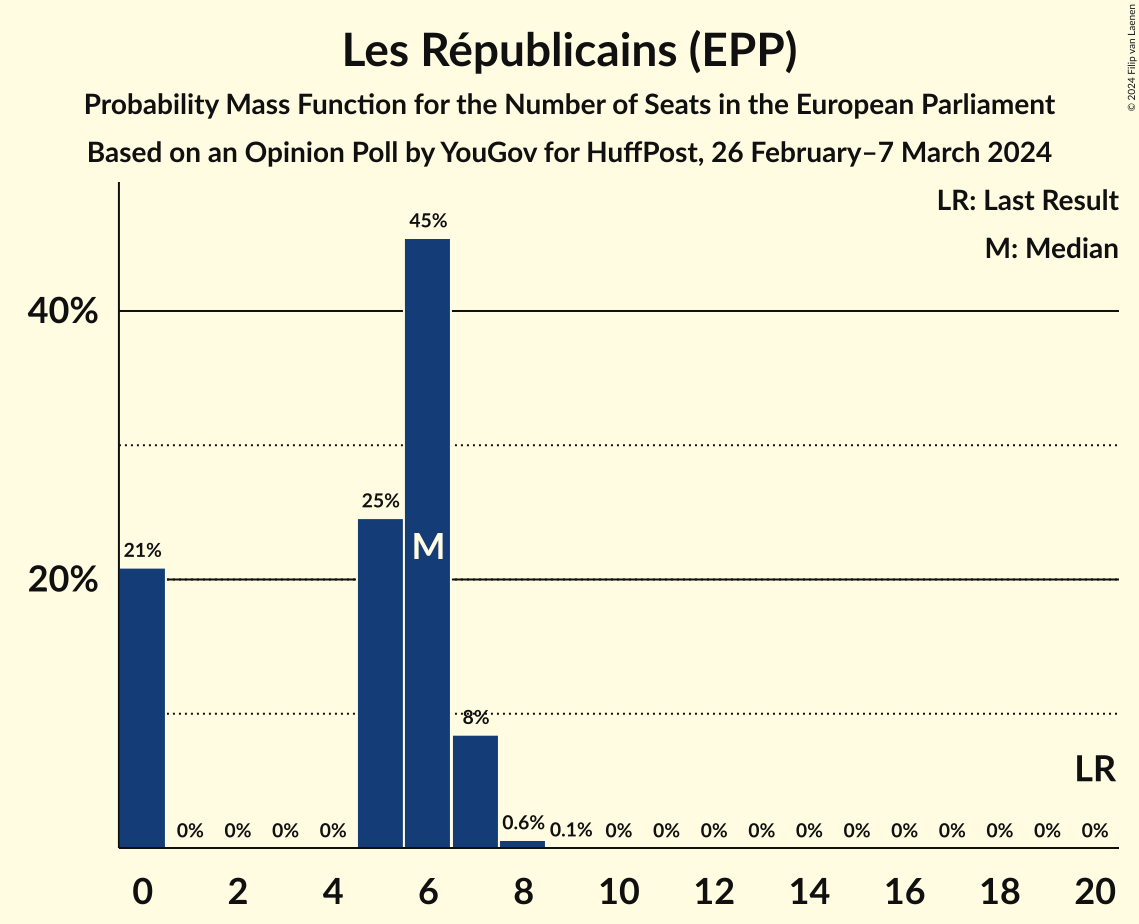 Les Républicains (EPP)
Probability Mass Function for the Number of Seats in the European Parliament
Based on an Opinion Poll by YouGov for HuffPost, 26 February–7 March 2024
© 2024 Filip van Laenen
LR: Last Result
M: Median
45%
40%
25%
21%
M
20%
8%
LR
0% 0% 0% 0% 0.6% 0.1% 0% 0% 0% 0% 0% 0% 0% 0% 0% 0% 0%
0 2 4 6 8 10 12 14 16 18 20